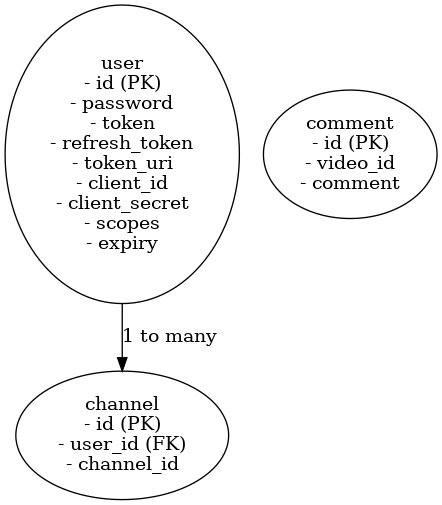 user
- id (PK)
- password
- token
- refresh_token
- token_uri
- client_id
- client_secret
- scopes
- expiry
comment
- id (PK)
- video_id
- comment
1 to many
channel
- id (PK)
- user_id (FK)
- channel_id